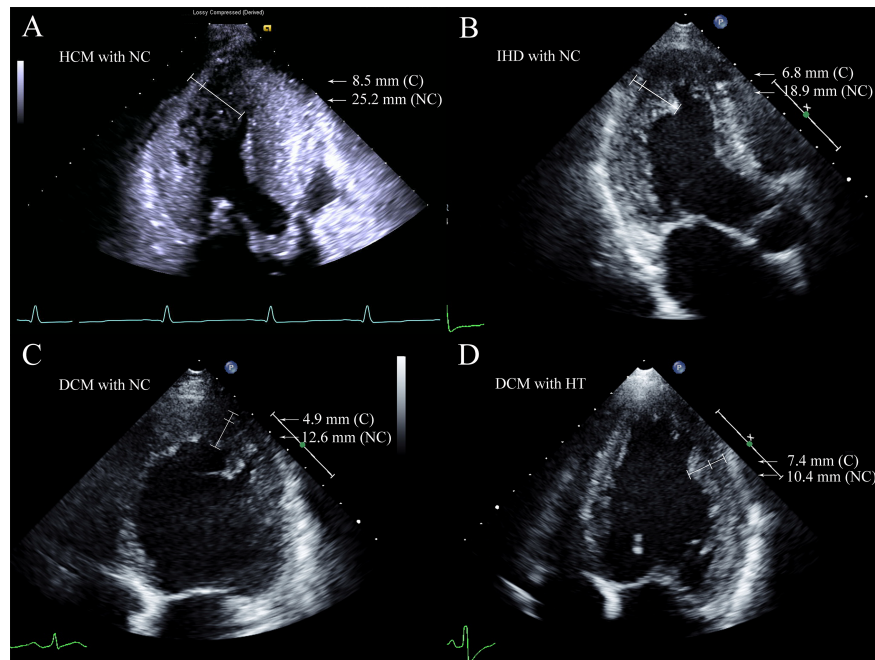 Lossy Compressed (Derived)
A
HCM with NC
8.5 mm (C)
25.2 mm (NC)
B
P
IHD with NC
6.8 mm (C)
18.9 mm (NC)
C
P
DCM with NC
4.9 mm (C)
12.6 mm (NC)
D
P
DCM with HT
7.4 mm (C)
10.4 mm (NC)